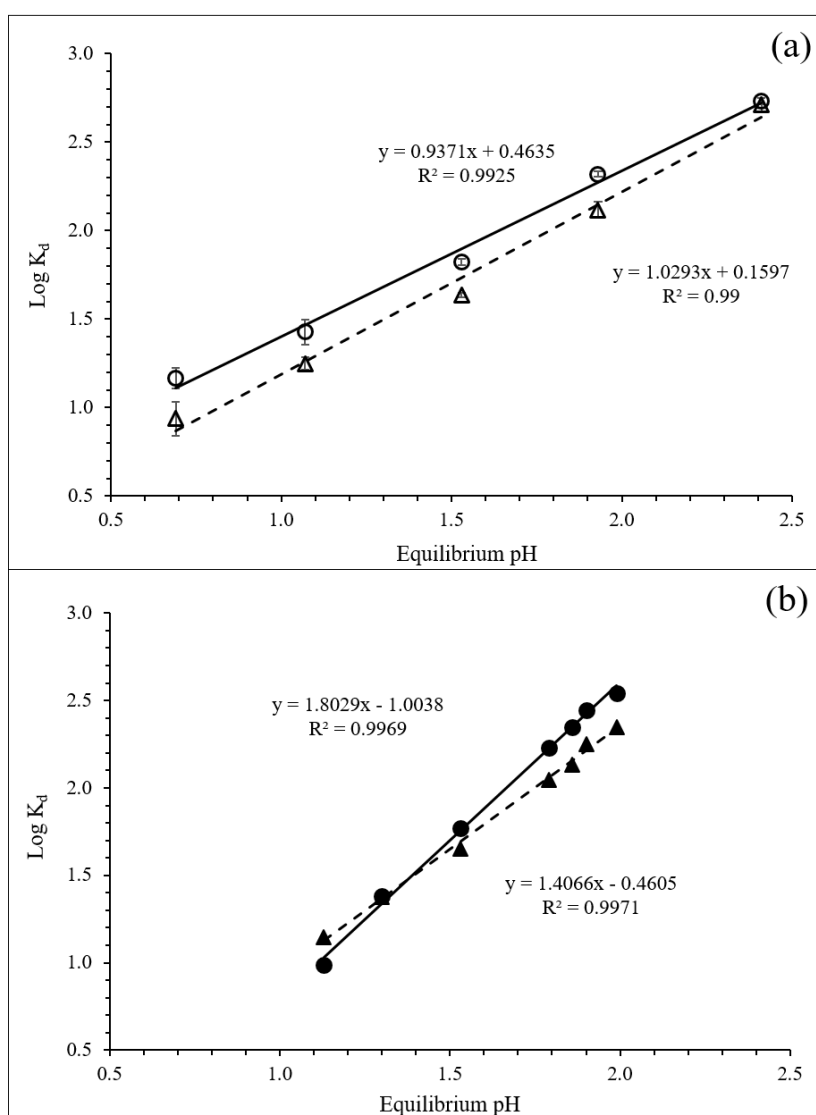 (a)
3.0
2.5
2.0
1.5
1.0
0.5
Log K_d
y = 0.9371x + 0.4635
R² = 0.9925
y = 1.0293x + 0.1597
R² = 0.99
0.5 1.0 1.5 2.0 2.5
Equilibrium pH
(b)
3.0
2.5
2.0
1.5
1.0
0.5
Log K_d
y = 1.8029x - 1.0038
R² = 0.9969
y = 1.4066x - 0.4605
R² = 0.9971
0.5 1.0 1.5 2.0 2.5
Equilibrium pH